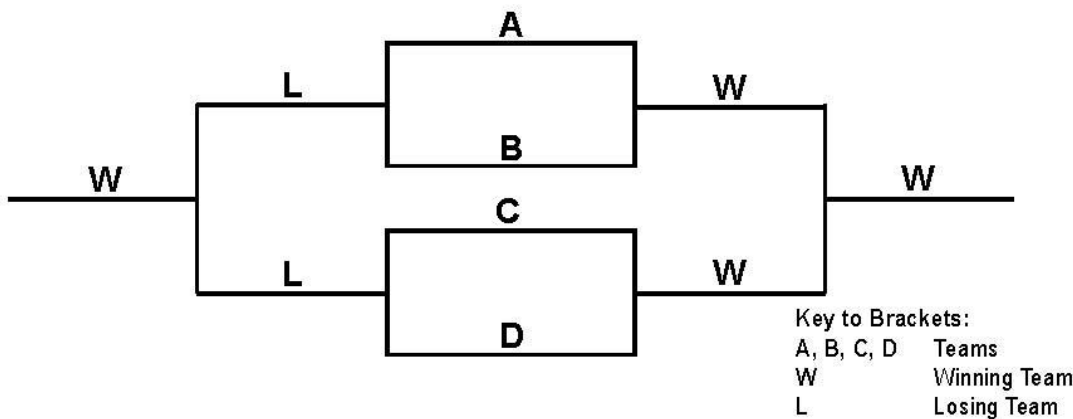 A
L
W
B
W
W
C
L
W
D
Key to Brackets:
A, B, C, D Teams
W Winning Team
L Losing Team